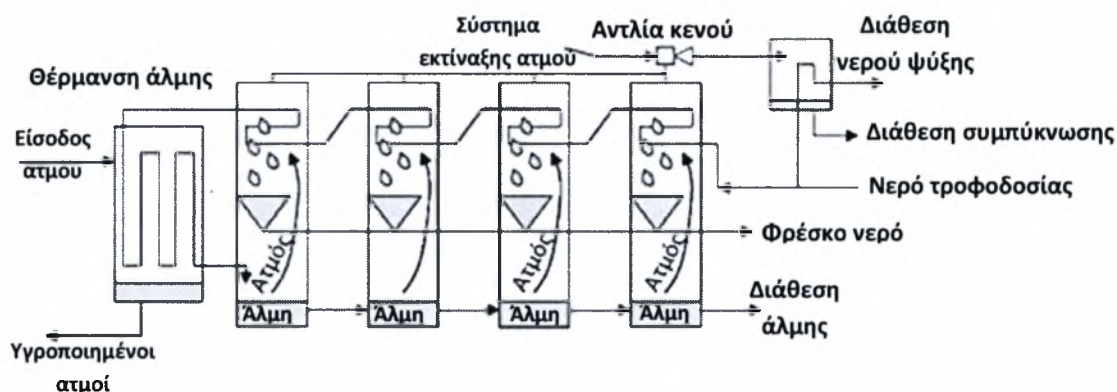 Σύστημα
εκτίναξης ατμού
Αντλία κενού
Διάθεση
νερού ψύξης
Θέρμανση άλμης
Είσοδος
ατμου
Διάθεση συμπύκνωσης
Νερό τροφοδοσίας
Φρέσκο νερό
Ατμός
Ατμός
Ατμός
Άλμη
Άλμη
Άλμη
Άλμη
Διάθεση
άλμης
Υγροποιημένοι
ατμοί